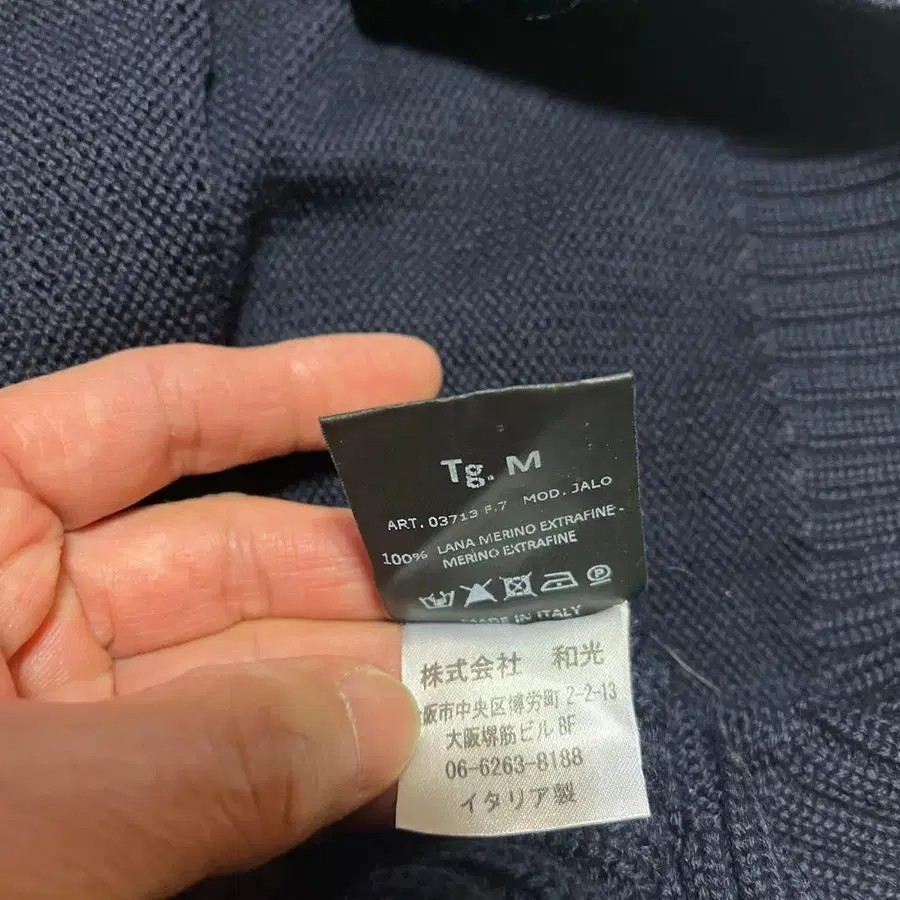 Tg. M
ART. 03713 F.7 MOD. JALO
100% LANA MERINO EXTRAFINE -
MERINO EXTRAFINE
MADE IN ITALY
株式会社 和光
阪市中央区博労町2-2-13
大阪堺筋ビル8F
06-6263-8188
イタリア製